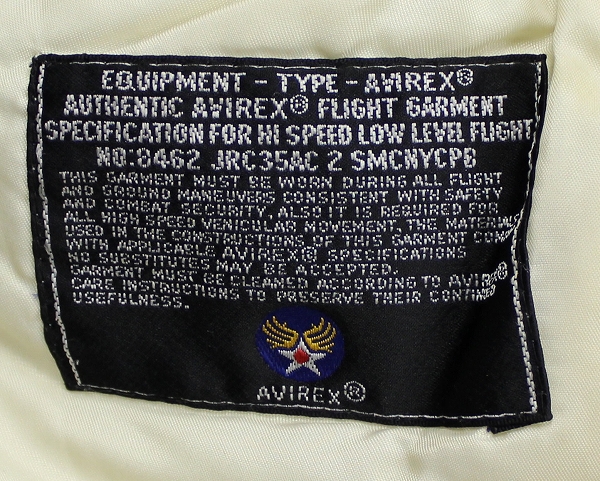 EQUIPMENT - TYPE - AVIREX®
AUTHENTIC AVIREX® FLIGHT GARMENT
SPECIFICATION FOR HI SPEED LOW LEVEL FLIGHT
NO:8462 JRC35AC 2 SMCNYCP6
THIS GARMENT MUST BE WORN DURING ALL FLIGHT
AND GROUND MANEUVERS CONSISTENT WITH SAFETY
AND COMBAT SECURITY, ALSO IT IS REQUIRED FOR
ALL HIGH SPEED VEHICULAR MOVEMENT. THE MATERIALS
USED IN THE CONSTRUCTIONS OF THIS GARMENT
WITH APPLICABLE AVIREX® SPECIFICATION.
NO SUBSTITUTES MAY BE ACCEPTED.
GARMENT MUST BE CLEANED ACCORDING TO AVIREX®
CARE INSTRUCTIONS TO PRESERVE THEIR CONTINUED
USEFULNESS.
AVIREX®